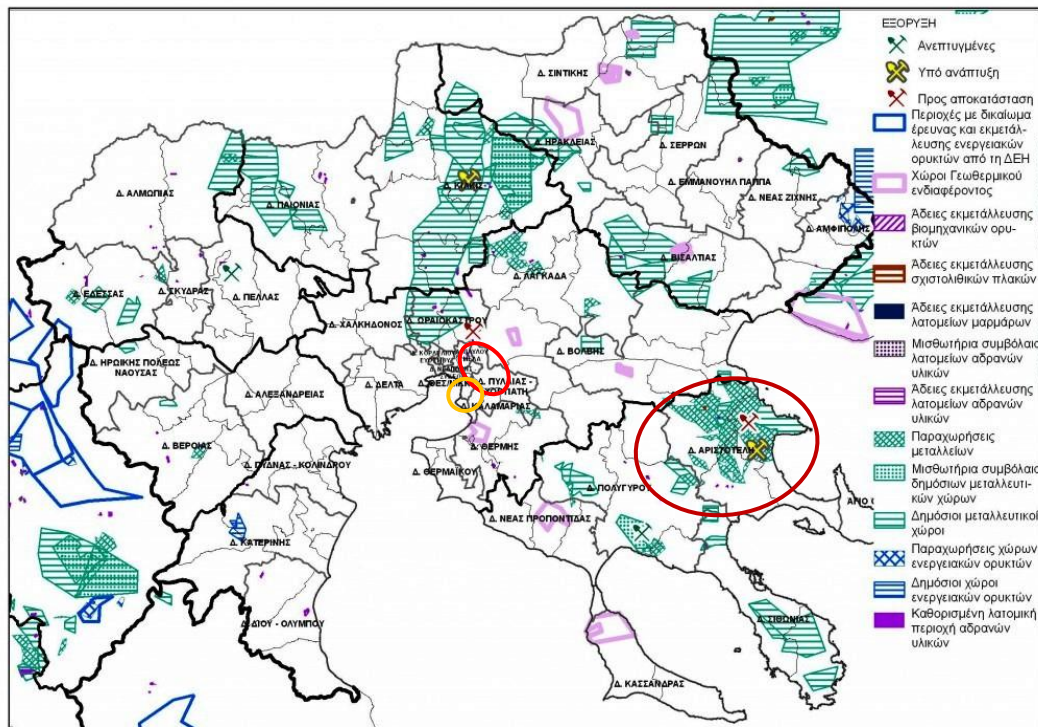 Δ. ΣΙΝΤΙΚΗΣ
Δ. ΗΡΑΚΛΕΙΑΣ
Δ. ΣΕΡΡΩΝ
Δ. ΑΛΜΩΠΙΑΣ
Δ. ΠΑΙΟΝΙΑΣ
Δ. ΚΙΛΚΙΣ
Δ. ΕΜΜΑΝΟΥΗΛ ΠΑΠΠΑ
Δ. ΝΕΑΣ ΖΙΧΝΗΣ
Δ. ΑΜΦΙΠΟΛΗΣ
Δ. ΒΙΣΑΛΤΙΑΣ
Δ. ΛΑΓΚΑΔΑ
Δ. ΕΔΕΣΣΑΣ
Δ. ΣΚΥΔΡΑΣ
Δ. ΠΕΛΛΑΣ
Δ. ΧΑΛΚΗΔΟΝΟΣ
Δ. ΩΡΑΙΟΚΑΣΤΡΟΥ
Δ. ΒΟΛΒΗΣ
Δ. ΗΡΩΙΚΗΣ ΠΟΛΕΩΣ
ΝΑΟΥΣΑΣ
Δ. ΔΕΛΤΑ
Δ. ΠΥΛΑΙΑΣ -
Δ. ΑΛΕΞΑΝΔΡΕΙΑΣ
ΚΑΛΑΜΑΡΙΑΣ
Δ. ΒΕΡΟΙΑΣ
Δ. ΘΕΡΜΗΣ
Δ. ΑΡΙΣΤΟΤΕΛΗ
Δ. ΠΥΔΝΑΣ - ΚΟΛΙΝΔΡΟΥ
Δ. ΘΕΡΜΑΙΚΟΥ
Δ. ΠΟΛΥΓΥΡΟΥ
Δ. ΝΕΑΣ ΠΡΟΠΟΝΤΙΔΑΣ
Δ. ΚΑΤΕΡΙΝΗΣ
Δ. ΔΙΟΥ - ΟΛΥΜΠΟΥ
Δ. ΣΙΘΩΝΙΑΣ
Δ. ΚΑΣΣΑΝΔΡΑΣ
ΕΞΟΡΥΞΗ
Ανεπτυγμένες
Υπό ανάπτυξη
Προς αποκατάσταση
Περιοχές με δικαίωμα
έρευνας και εκμετάλ-
λευσης ενεργειακών
ορυκτών από τη ΔΕΗ
Χώροι Γεωθερμικού
ενδιαφέροντος
Άδειες εκμετάλλευσης
βιομηχανικών ορυ-
κτών
Άδειες εκμετάλλευσης
σχιστολιθικών πλακών
Άδειες εκμετάλλευσης
λατομείων μαρμάρων
Μισθωτήρια συμβόλαια
λατομείων αδρανών
υλικών
Άδειες εκμετάλλευσης
λατομείων αδρανών
υλικών
Παραχωρήσεις
μεταλλείων
Μισθωτήρια συμβόλαια
δημόσιων μεταλλευτι-
κών χώρων
Δημόσιοι μεταλλευτικοί
χώροι
Παραχωρήσεις χώρων
ενεργειακών ορυκτών
Δημόσιοι χώροι
ενεργειακών ορυκτών
Καθορισμένη λατομική
περιοχή αδρανών
υλικών